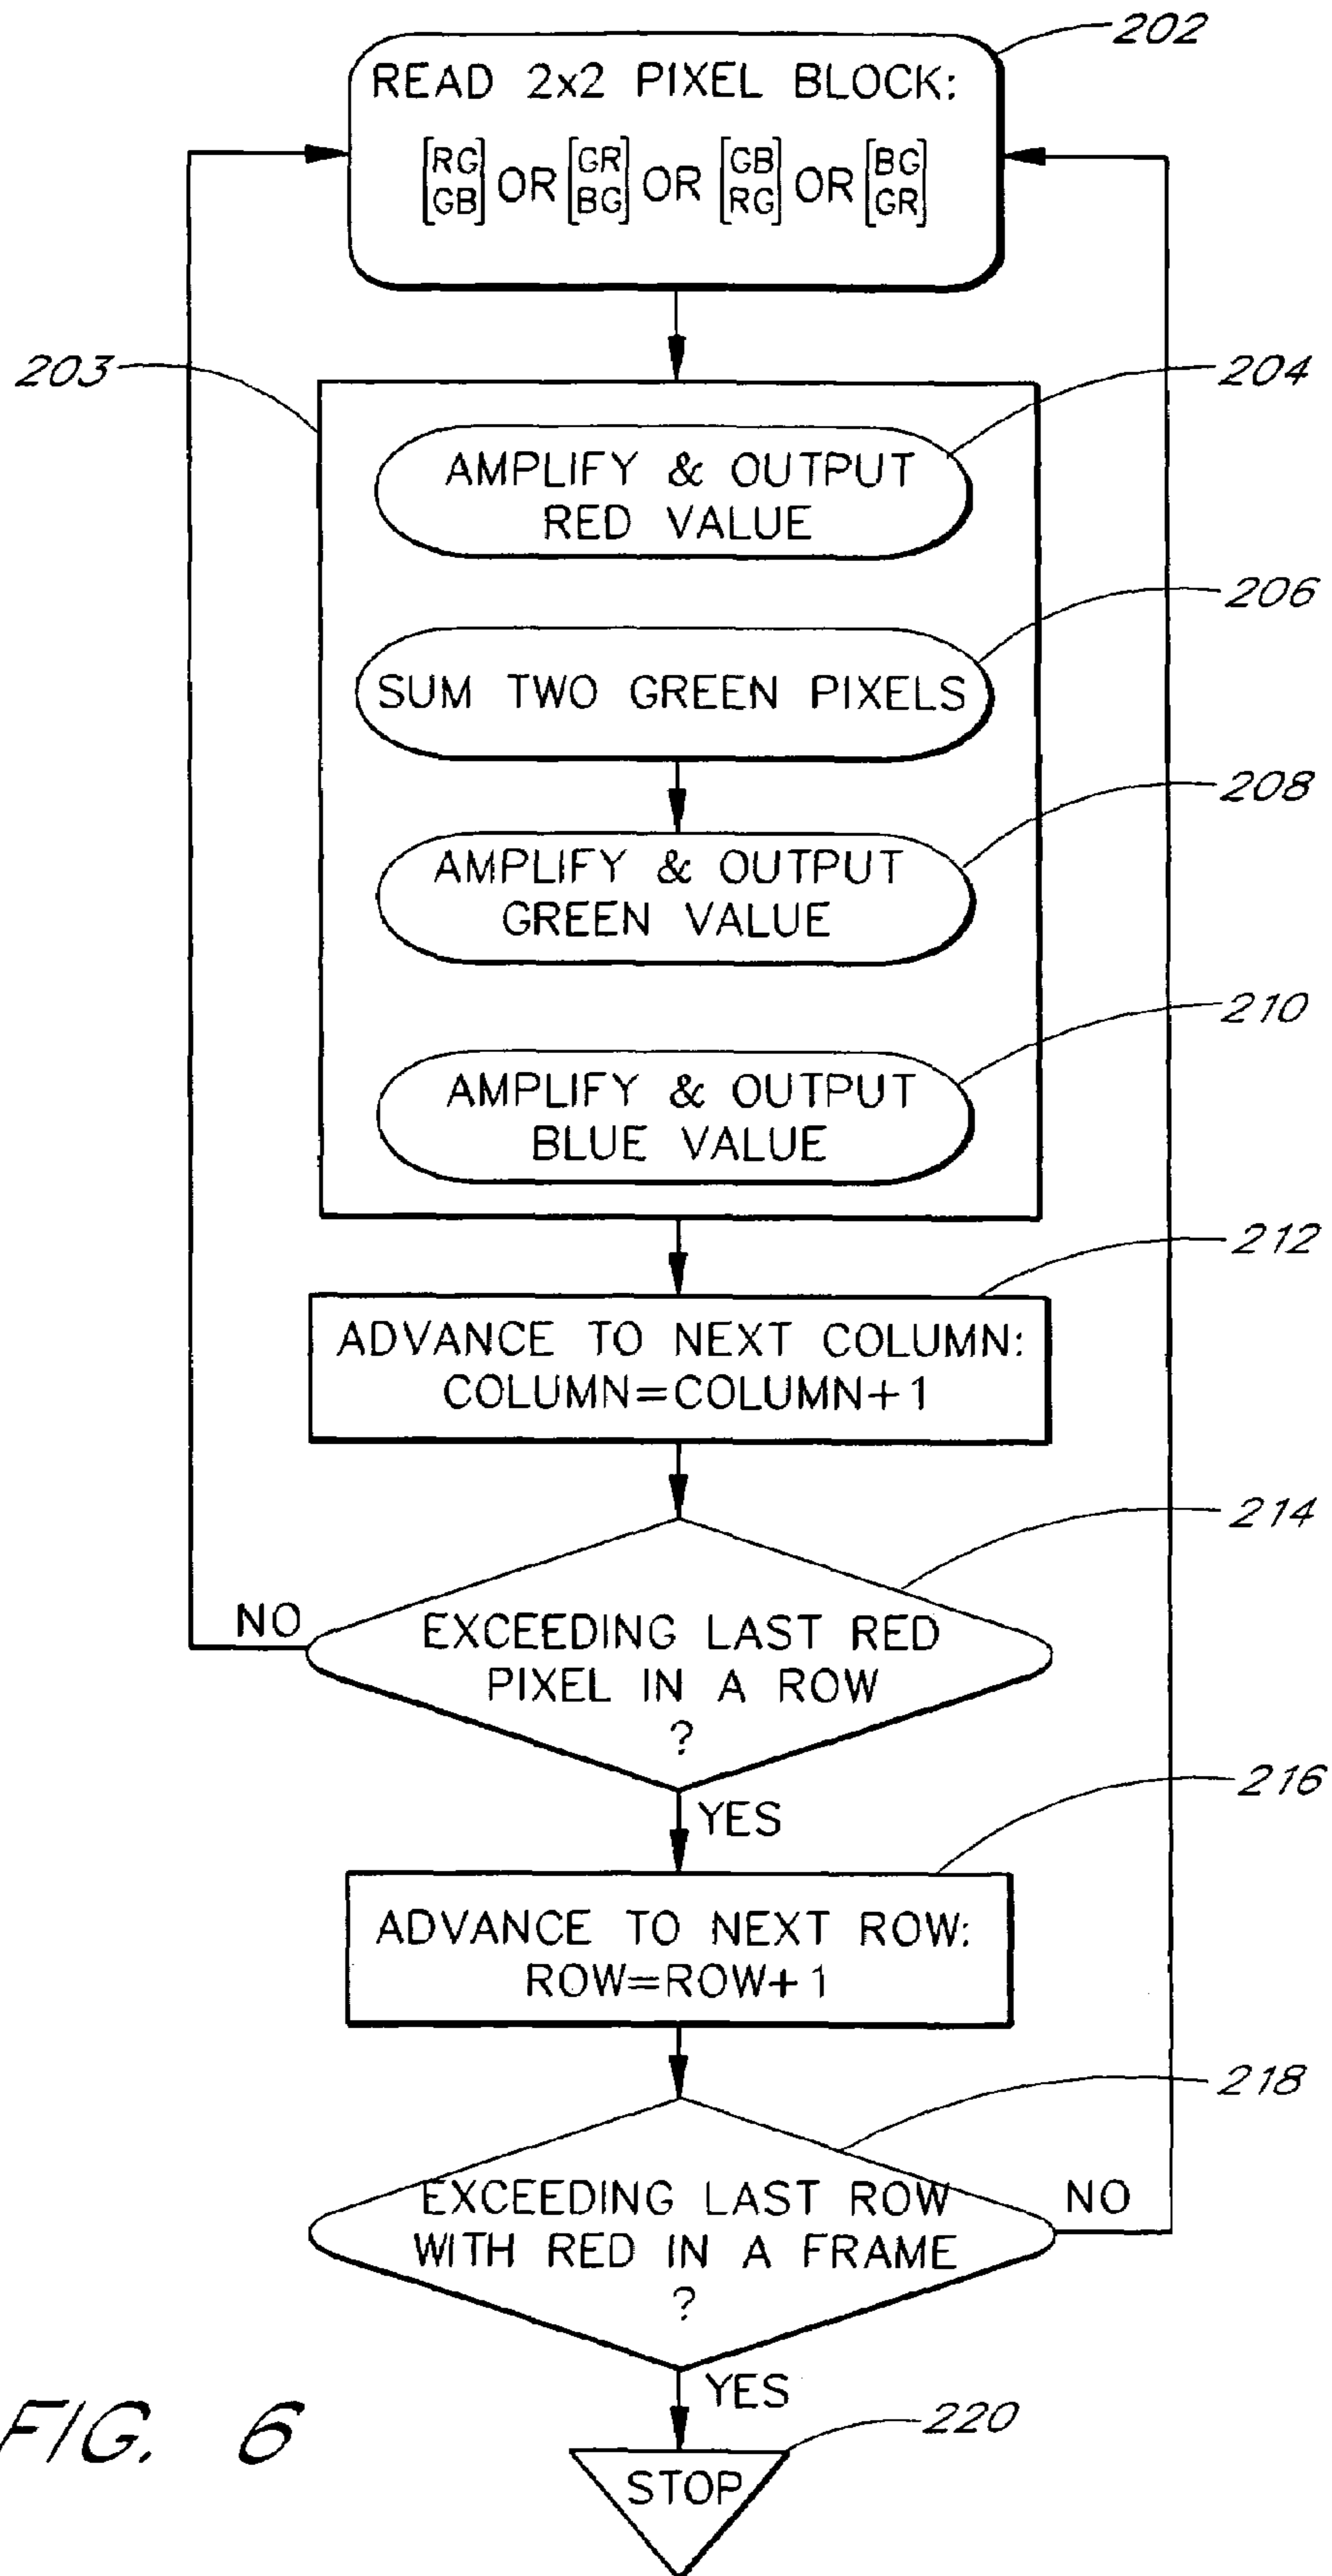 202
READ 2x2 PIXEL BLOCK:
[RG GB] OR [GR BG] OR [GB RG] OR [BG GR]
203
204
AMPLIFY & OUTPUT
RED VALUE
206
SUM TWO GREEN PIXELS
208
AMPLIFY & OUTPUT
GREEN VALUE
210
AMPLIFY & OUTPUT
BLUE VALUE
212
ADVANCE TO NEXT COLUMN:
COLUMN=COLUMN+1
214
NO
EXCEEDING LAST RED
PIXEL IN A ROW
?
YES
216
ADVANCE TO NEXT ROW:
ROW=ROW+1
218
EXCEEDING LAST ROW
WITH RED IN A FRAME
?
NO
YES
220
STOP
FIG. 6